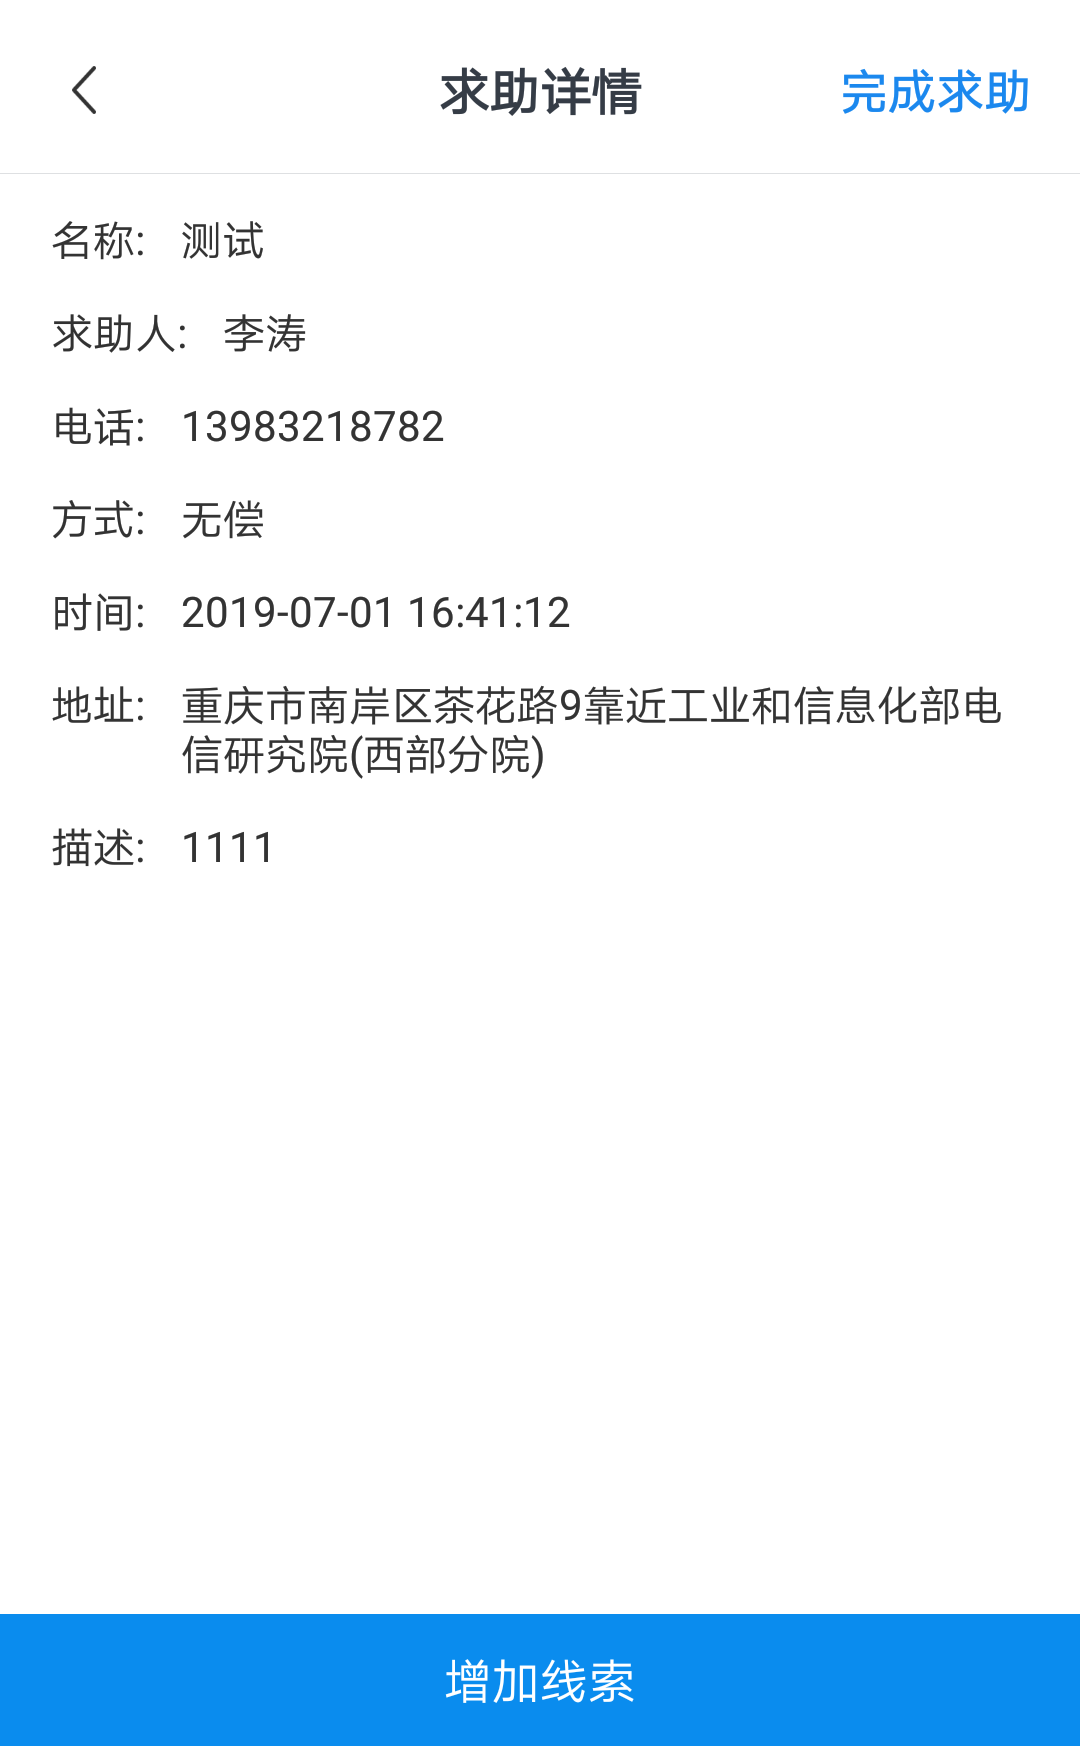 求助详情 完成求助
名称: 测试
求助人: 李涛
电话: 13983218782
方式: 无偿
时间: 2019-07-01 16:41:12
地址: 重庆市南岸区茶花路9靠近工业和信息化部电
信研究院(西部分院)
描述: 1111
增加线索